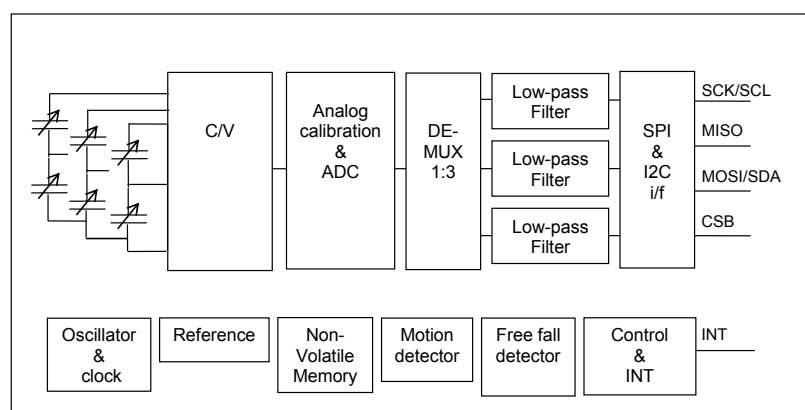 C/V
Analog
calibration
&
ADC
DE-
MUX
1:3
Low-pass
Filter
Low-pass
Filter
Low-pass
Filter
SPI
&
I2C
i/f
SCK/SCL
MISO
MOSI/SDA
CSB
Oscillator
&
clock
Reference
Non-
Volatile
Memory
Motion
detector
Free fall
detector
Control
&
INT
INT